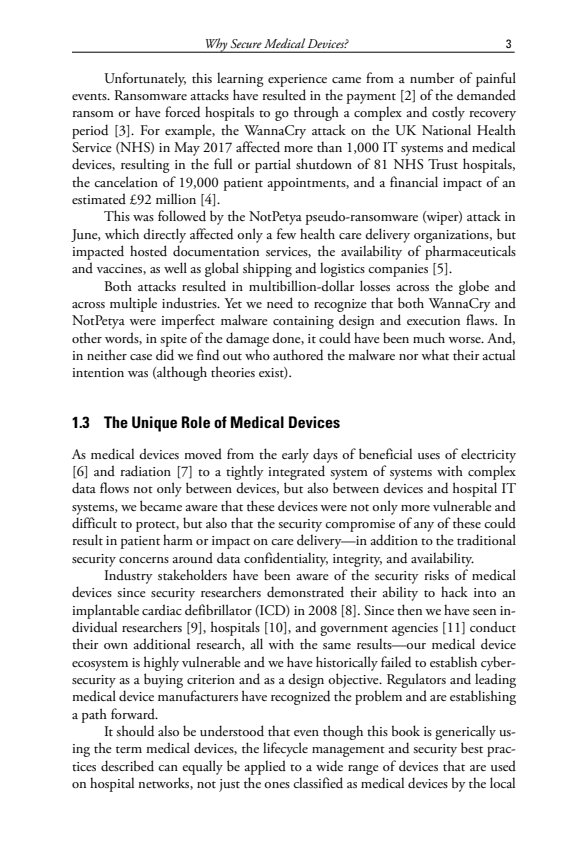 Why Secure Medical Devices? 3
Unfortunately, this learning experience came from a number of painful
events. Ransomware attacks have resulted in the payment [2] of the demanded
ransom or have forced hospitals to go through a complex and costly recovery
period [3]. For example, the WannaCry attack on the UK National Health
Service (NHS) in May 2017 affected more than 1,000 IT systems and medical
devices, resulting in the full or partial shutdown of 81 NHS Trust hospitals,
the cancelation of 19,000 patient appointments, and a financial impact of an
estimated £92 million [4].
This was followed by the NotPetya pseudo-ransomware (wiper) attack in
June, which directly affected only a few health care delivery organizations, but
impacted hosted documentation services, the availability of pharmaceuticals
and vaccines, as well as global shipping and logistics companies [5].
Both attacks resulted in multibillion-dollar losses across the globe and
across multiple industries. Yet we need to recognize that both WannaCry and
NotPetya were imperfect malware containing design and execution flaws. In
other words, in spite of the damage done, it could have been much worse. And,
in neither case did we find out who authored the malware nor what their actual
intention was (although theories exist).
1.3 The Unique Role of Medical Devices
As medical devices moved from the early days of beneficial uses of electricity
[6] and radiation [7] to a tightly integrated system of systems with complex
data flows not only between devices, but also between devices and hospital IT
systems, we became aware that these devices were not only more vulnerable and
difficult to protect, but also that the security compromise of any of these could
result in patient harm or impact on care delivery—in addition to the traditional
security concerns around data confidentiality, integrity, and availability.
Industry stakeholders have been aware of the security risks of medical
devices since security researchers demonstrated their ability to hack into an
implantable cardiac defibrillator (ICD) in 2008 [8]. Since then we have seen in-
dividual researchers [9], hospitals [10], and government agencies [11] conduct
their own additional research, all with the same results—our medical device
ecosystem is highly vulnerable and we have historically failed to establish cyber-
security as a buying criterion and as a design objective. Regulators and leading
medical device manufacturers have recognized the problem and are establishing
a path forward.
It should also be understood that even though this book is generically us-
ing the term medical devices, the lifecycle management and security best prac-
tices described can equally be applied to a wide range of devices that are used
on hospital networks, not just the ones classified as medical devices by the local